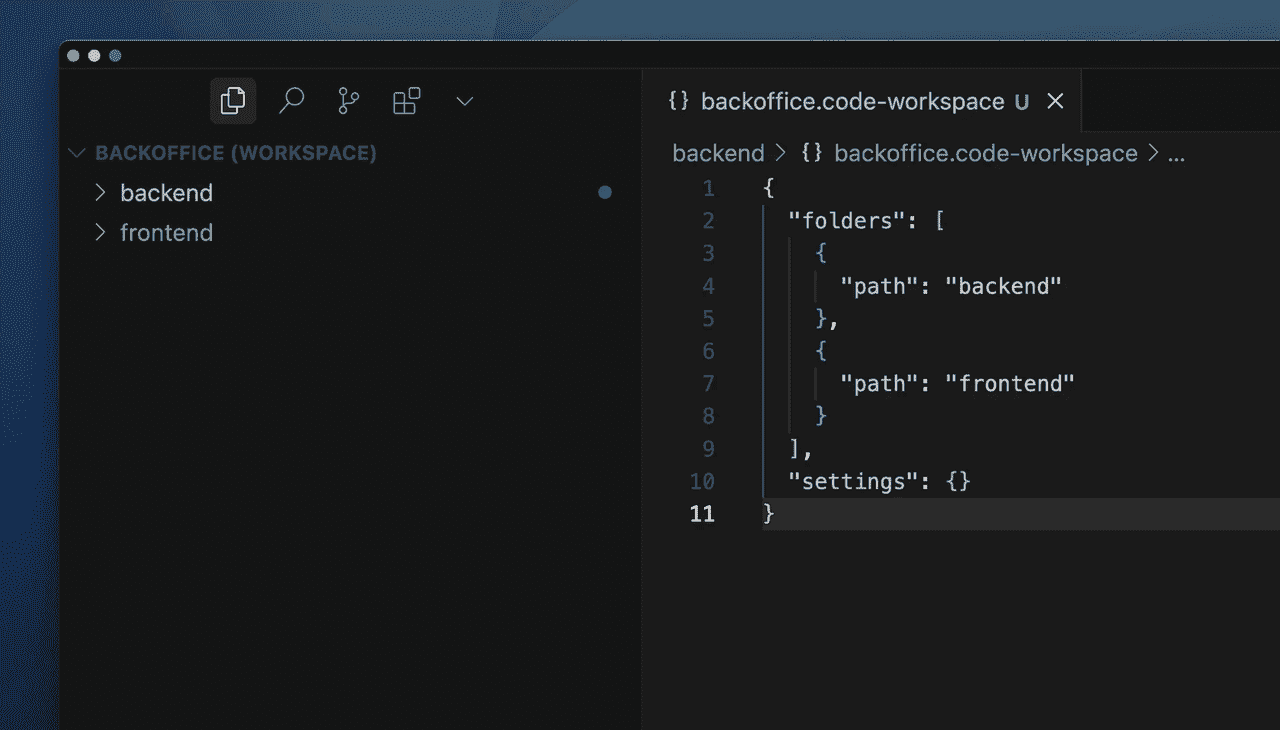 BACKOFFICE (WORKSPACE)
backend
frontend
{} backoffice.code-workspace U
backend > {} backoffice.code-workspace > ...
1 {
2 "folders": [
3 {
4 "path": "backend"
5 },
6 {
7 "path": "frontend"
8 }
9 ],
10 "settings": {}
11 }